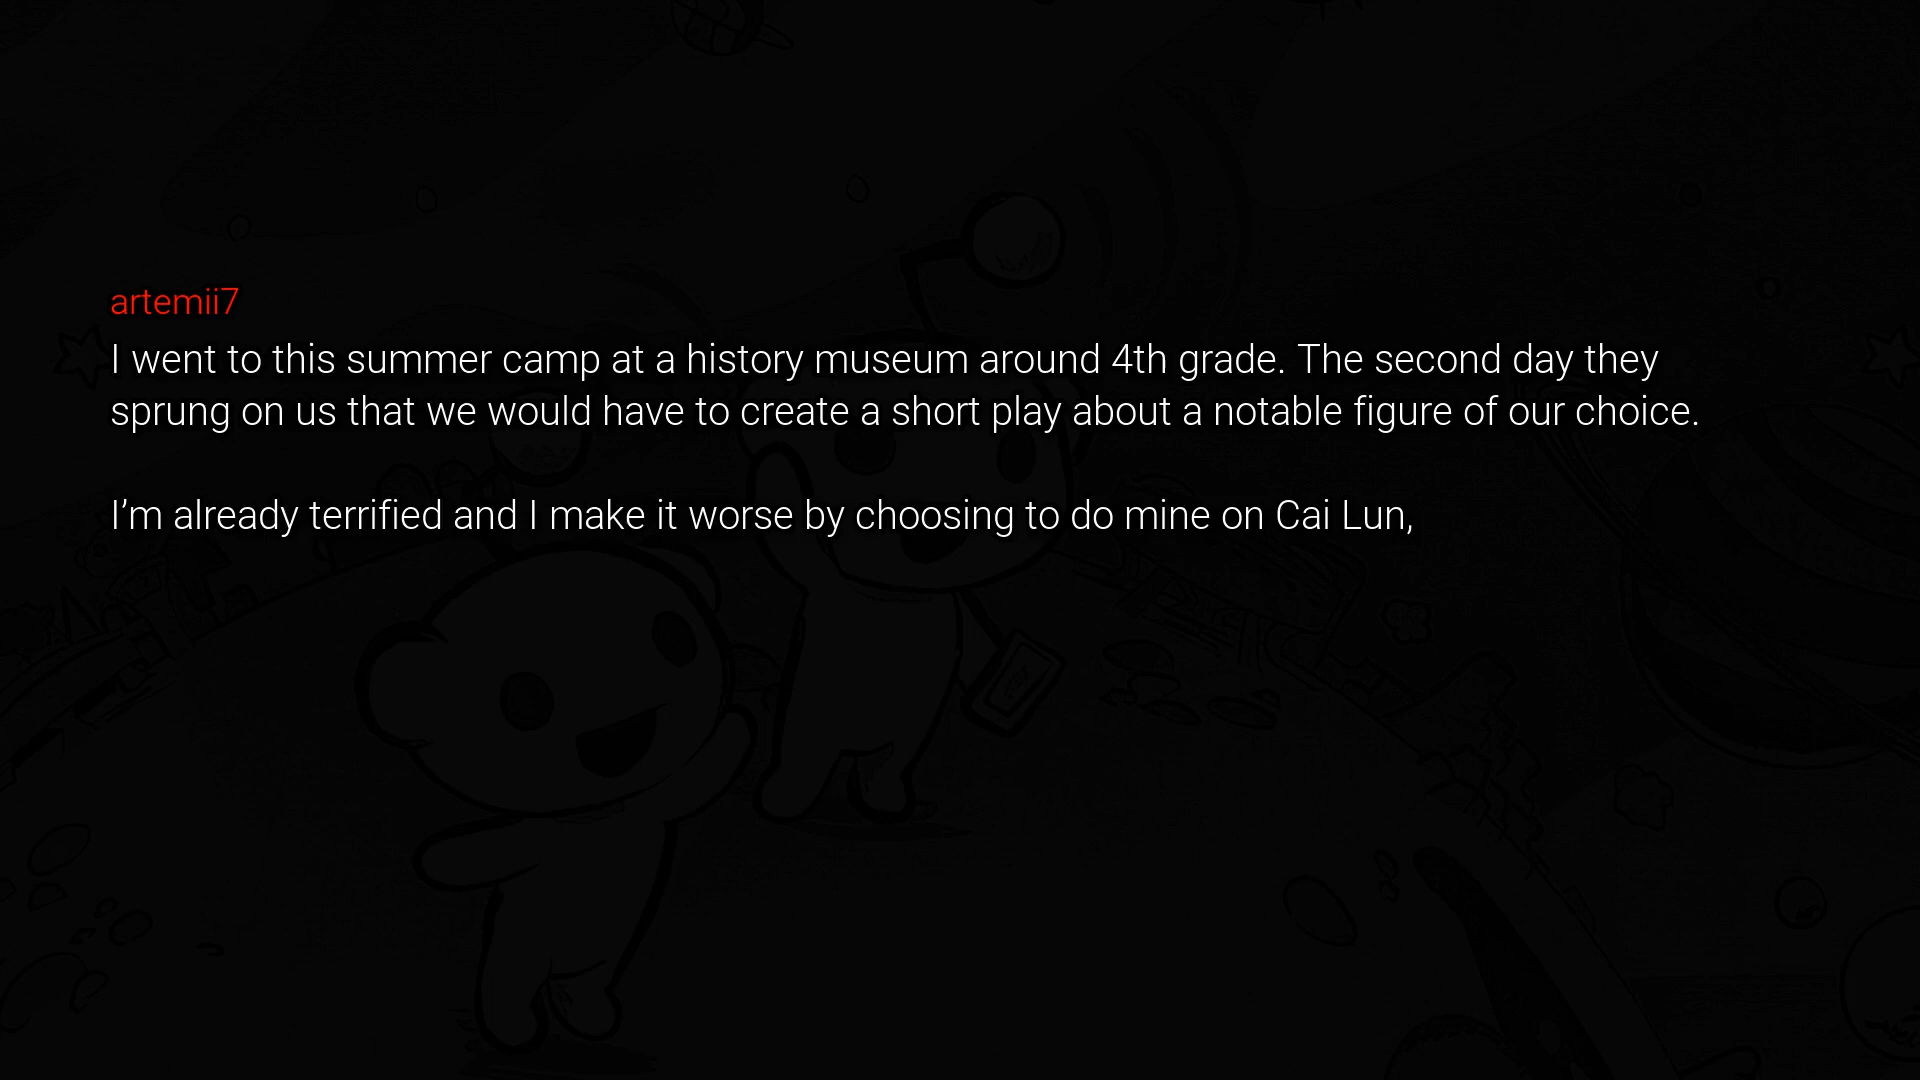 artemii7
I went to this summer camp at a history museum around 4th grade. The second day they
sprung on us that we would have to create a short play about a notable figure of our choice.
I’m already terrified and I make it worse by choosing to do mine on Cai Lun,